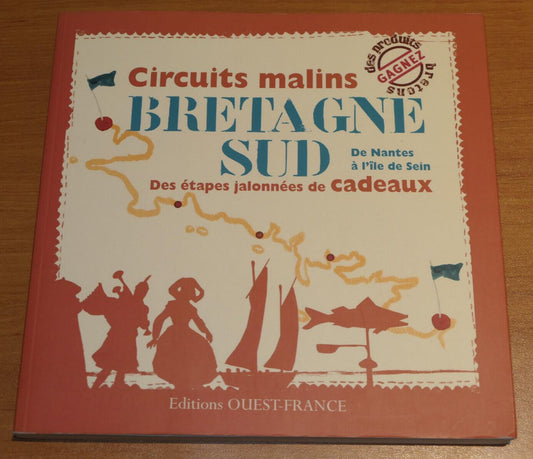 des produits bretons
GAGNEZ
Circuits malins
BRETAGNE
SUD
De Nantes
à l'île de Sein
Des étapes jalonnées de cadeaux
Editions OUEST-FRANCE